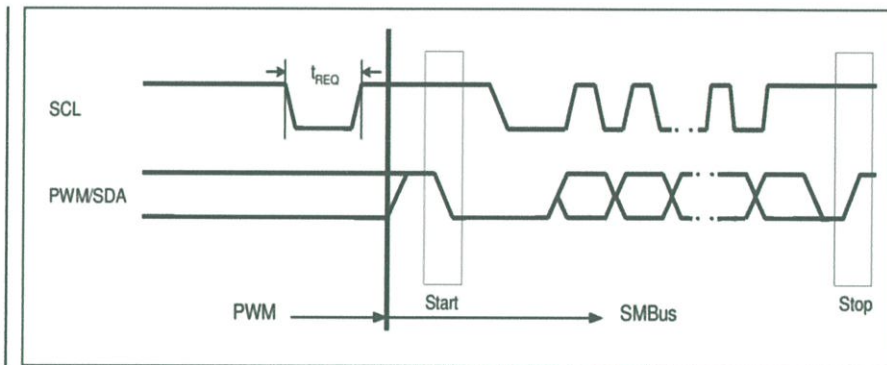 tREQ
SCL
PWM/SDA
PWM
Start
SMBus
Stop